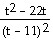 t² − 22t
(t − 11)²